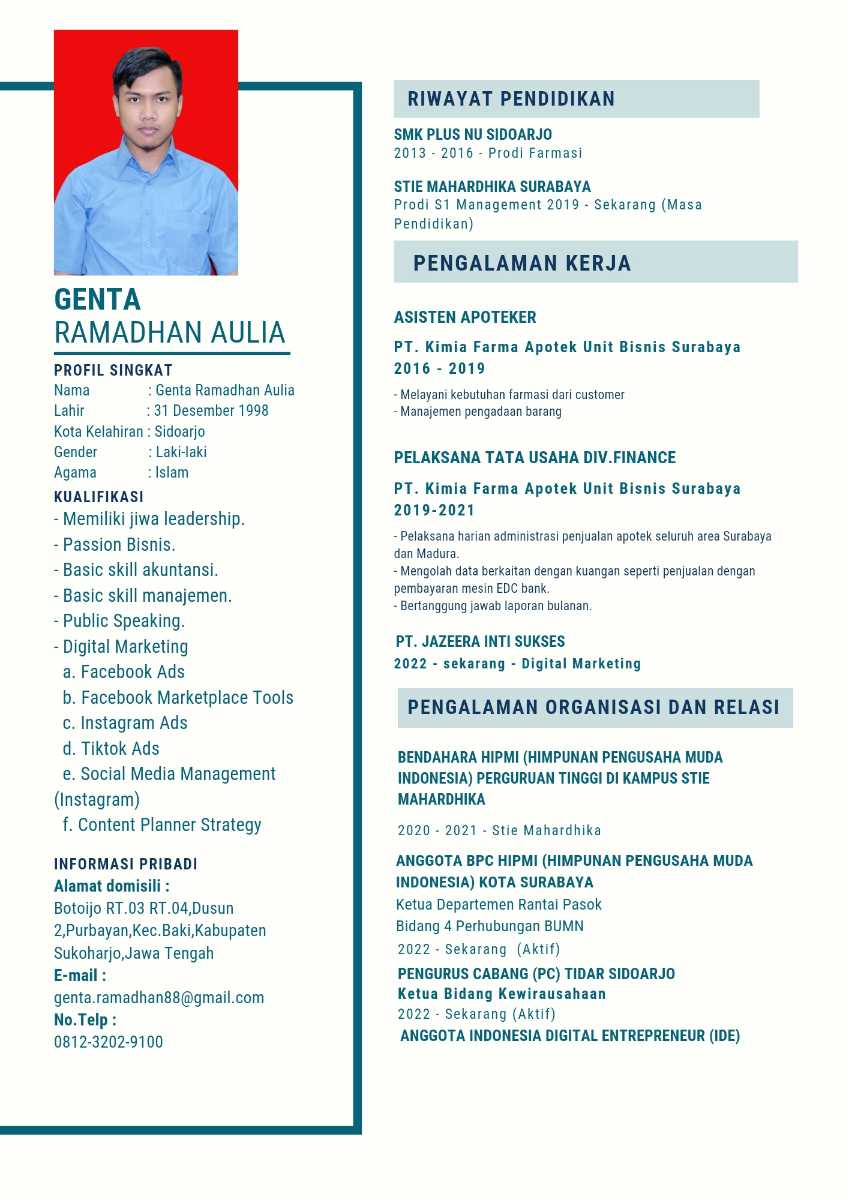 GENTA
RAMADHAN AULIA
PROFIL SINGKAT
Nama : Genta Ramadhan Aulia
Lahir : 31 Desember 1998
Kota Kelahiran : Sidoarjo
Gender : Laki-laki
Agama : Islam
KUALIFIKASI
- Memiliki jiwa leadership.
- Passion Bisnis.
- Basic skill akuntansi.
- Basic skill manajemen.
- Public Speaking.
- Digital Marketing
a. Facebook Ads
b. Facebook Marketplace Tools
c. Instagram Ads
d. Tiktok Ads
e. Social Media Management
(Instagram)
f. Content Planner Strategy
INFORMASI PRIBADI
Alamat domisili :
Botoijo RT.03 RT.04,Dusun
2,Purbayan,Kec.Baki,Kabupaten
Sukoharjo,Jawa Tengah
E-mail :
genta.ramadhan88@gmail.com
No.Telp :
0812-3202-9100
RIWAYAT PENDIDIKAN
SMK PLUS NU SIDOARJO
2013 - 2016 - Prodi Farmasi
STIE MAHARDHIKA SURABAYA
Prodi S1 Management 2019 - Sekarang (Masa
Pendidikan)
PENGALAMAN KERJA
ASISTEN APOTEKER
PT. Kimia Farma Apotek Unit Bisnis Surabaya
2016 - 2019
- Melayani kebutuhan farmasi dari customer
- Manajemen pengadaan barang
PELAKSANA TATA USAHA DIV.FINANCE
PT. Kimia Farma Apotek Unit Bisnis Surabaya
2019-2021
- Pelaksana harian administrasi penjualan apotek seluruh area Surabaya
dan Madura.
- Mengolah data berkaitan dengan kuangan seperti penjualan dengan
pembayaran mesin EDC bank.
- Bertanggung jawab laporan bulanan.
PT. JAZEERA INTI SUKSES
2022 - sekarang - Digital Marketing
PENGALAMAN ORGANISASI DAN RELASI
BENDAHARA HIPMI (HIMPUNAN PENGUSAHA MUDA
INDONESIA) PERGURUAN TINGGI DI KAMPUS STIE
MAHARDHIKA
2020 - 2021 - Stie Mahardhika
ANGGOTA BPC HIPMI (HIMPUNAN PENGUSAHA MUDA
INDONESIA) KOTA SURABAYA
Ketua Departemen Rantai Pasok
Bidang 4 Perhubungan BUMN
2022 - Sekarang (Aktif)
PENGURUS CABANG (PC) TIDAR SIDOARJO
Ketua Bidang Kewirausahaan
2022 - Sekarang (Aktif)
ANGGOTA INDONESIA DIGITAL ENTREPRENEUR (IDE)